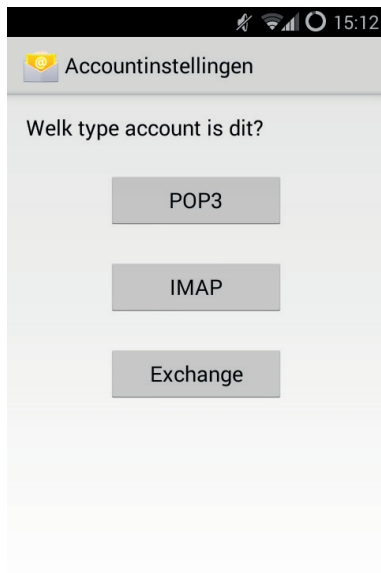 15:12
Accountinstellingen
Welk type account is dit?
POP3
IMAP
Exchange